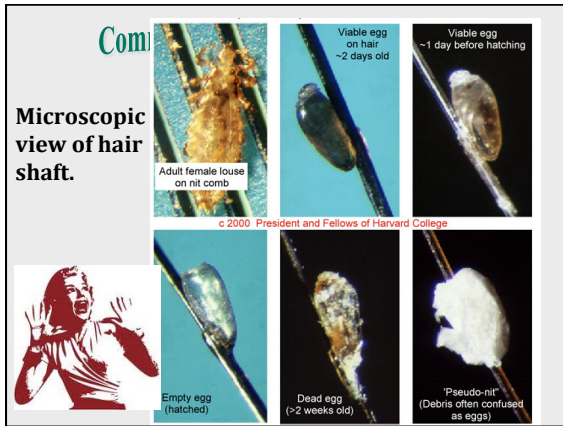 Com
Microscopic
view of hair
shaft.
Adult female louse
on nit comb
Viable egg
on hair
~2 days old
Viable egg
~1 day before hatching
c 2000 President and Fellows of Harvard College
Empty egg
(hatched)
Dead egg
(>2 weeks old)
'Pseudo-nit"
(Debris often confused
as eggs)